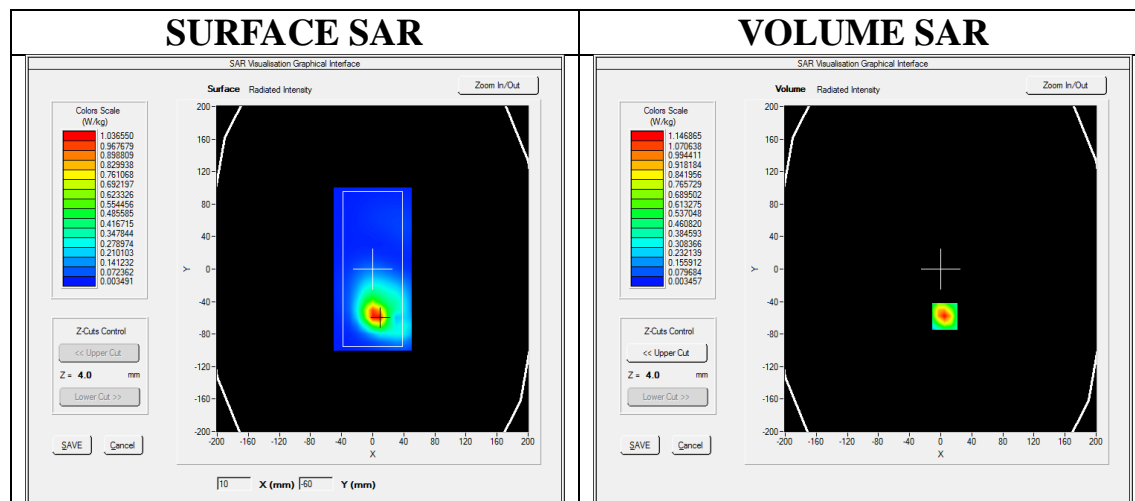 SURFACE SAR
SAR Visualisation Graphical Interface
Surface Radiated Intensity
Zoom In/Out
Colors Scale
(W/kg)
1.036550
0.967679
0.898809
0.829938
0.761068
0.692197
0.623326
0.554456
0.485585
0.416715
0.347844
0.278974
0.210103
0.141232
0.072362
0.003491
Z-Cuts Control
<< Upper Cut
Z = 4.0 mm
Lower Cut >>
SAVE Cancel
200
160
120
80
40
0
-40
-80
-120
-160
-200
Y
-200 -160 -120 -80 -40 0 40 80 120 160 200
X
10 X (mm) -60 Y (mm)
VOLUME SAR
SAR Visualisation Graphical Interface
Volume Radiated Intensity
Zoom In/Out
Colors Scale
(W/kg)
1.146865
1.070638
0.994411
0.918184
0.841956
0.765729
0.689502
0.613275
0.537048
0.460820
0.384593
0.308366
0.232139
0.155912
0.079684
0.003457
Z-Cuts Control
<< Upper Cut
Z = 4.0 mm
Lower Cut >>
SAVE Cancel
200
160
120
80
40
0
-40
-80
-120
-160
-200
Y
-200 -160 -120 -80 -40 0 40 80 120 160 200
X